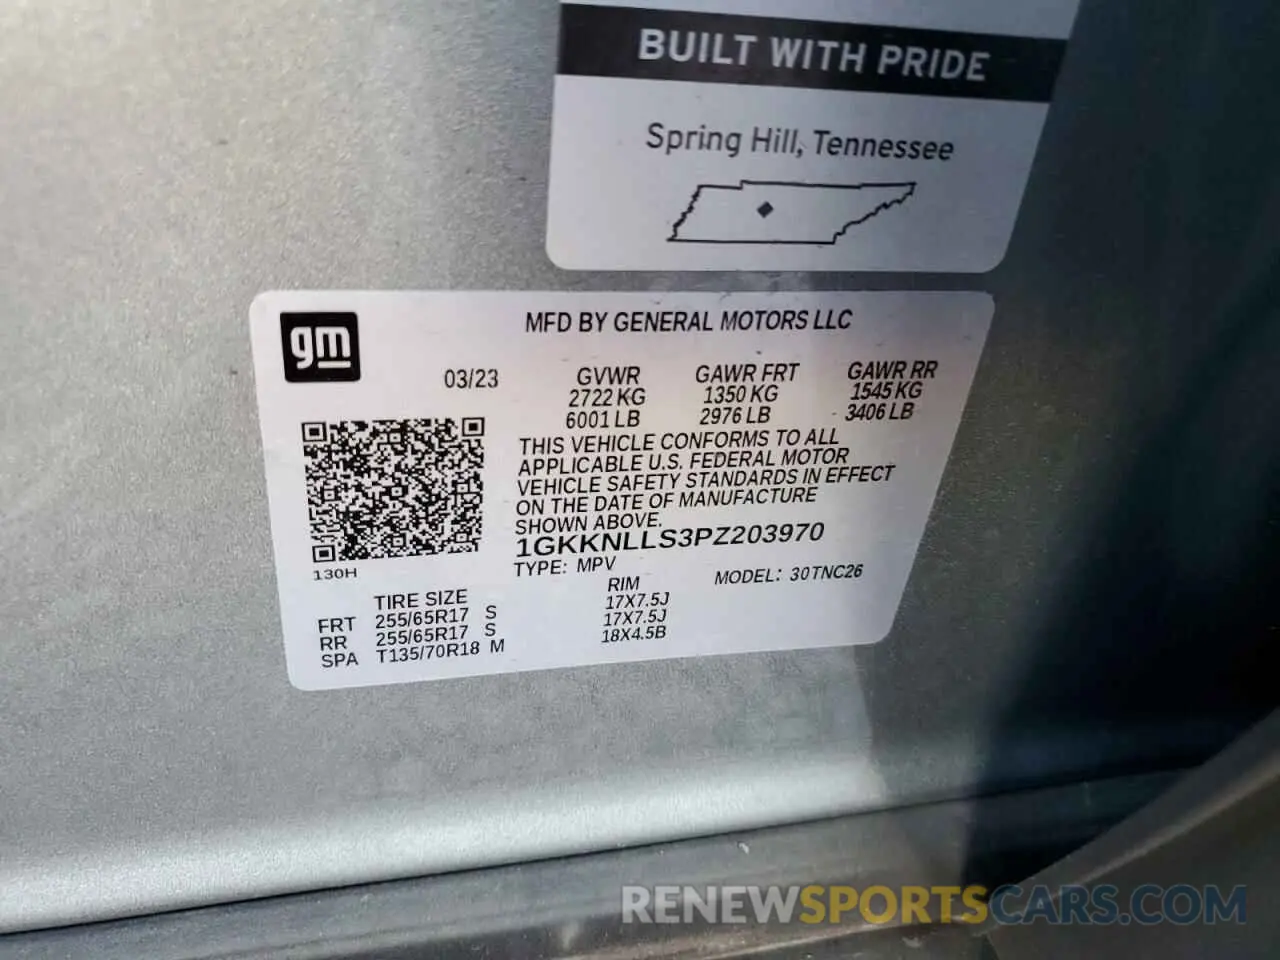 BUILT WITH PRIDE
Spring Hill, Tennessee
gm
MFD BY GENERAL MOTORS LLC
03/23 GVWR GAWR FRT GAWR RR
2722 KG 1350 KG 1545 KG
6001 LB 2976 LB 3406 LB
THIS VEHICLE CONFORMS TO ALL
APPLICABLE U.S. FEDERAL MOTOR
VEHICLE SAFETY STANDARDS IN EFFECT
ON THE DATE OF MANUFACTURE
SHOWN ABOVE.
1GKKNLLS3PZ203970
130H
TYPE: MPV MODEL: 30TNC26
TIRE SIZE RIM
FRT 255/65R17 S 17X7.5J
RR 255/65R17 S 17X7.5J
SPA T135/70R18 M 18X4.5B
RENEWSPORTSCARS.COM